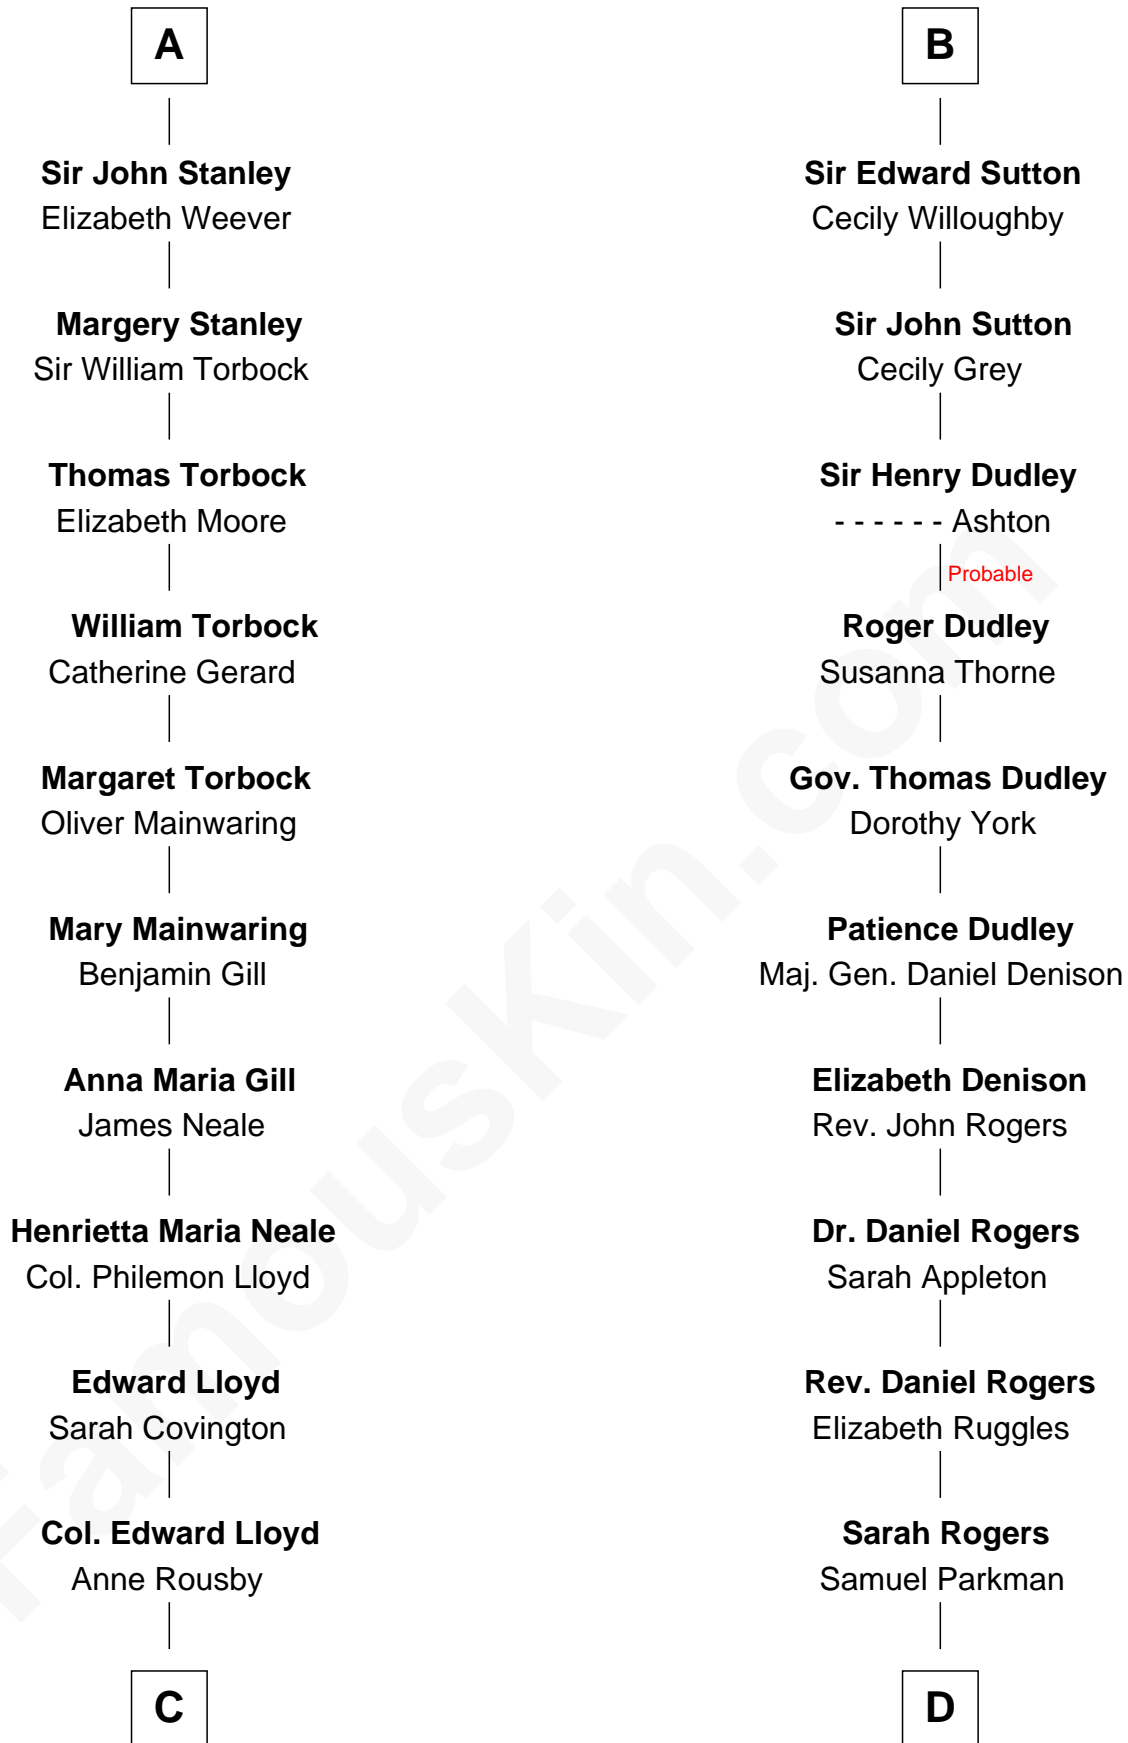 A
Sir John Stanley
Elizabeth Weever
Margery Stanley
Sir William Torbock
Thomas Torbock
Elizabeth Moore
William Torbock
Catherine Gerard
Margaret Torbock
Oliver Mainwaring
Mary Mainwaring
Benjamin Gill
Anna Maria Gill
James Neale
Henrietta Maria Neale
Col. Philemon Lloyd
Edward Lloyd
Sarah Covington
Col. Edward Lloyd
Anne Rousby
C
B
Sir Edward Sutton
Cecily Willoughby
Sir John Sutton
Cecily Grey
Sir Henry Dudley
- - - - - - Ashton
Probable
Roger Dudley
Susanna Thorne
Gov. Thomas Dudley
Dorothy York
Patience Dudley
Maj. Gen. Daniel Denison
Elizabeth Denison
Rev. John Rogers
Dr. Daniel Rogers
Sarah Appleton
Rev. Daniel Rogers
Elizabeth Ruggles
Sarah Rogers
Samuel Parkman
D
FamousKin.com